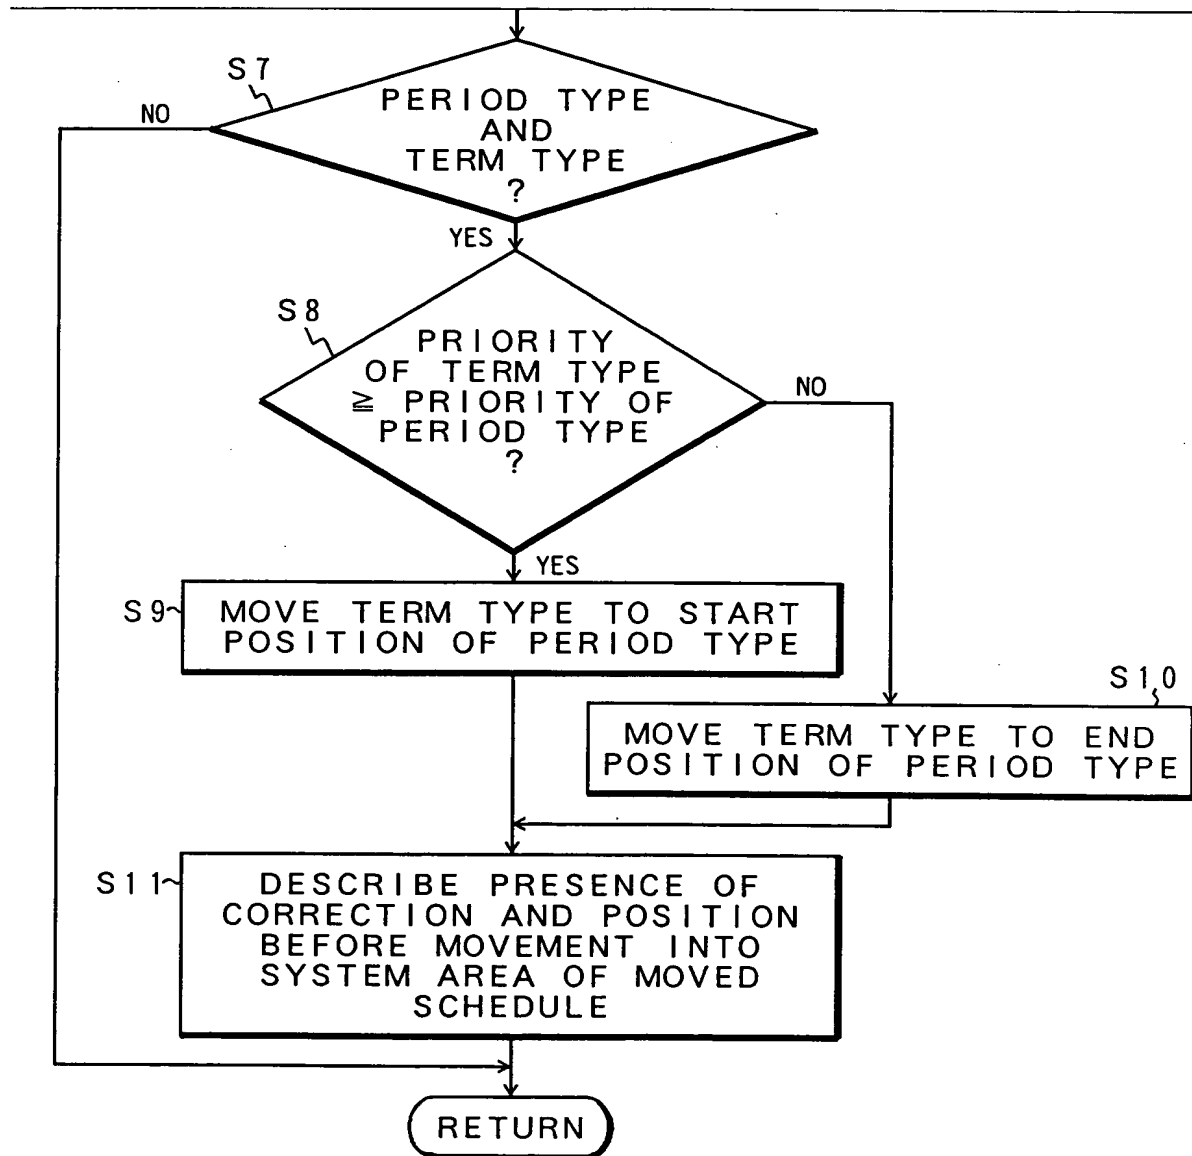 S7
NO
PERIOD TYPE
AND
TERM TYPE
?
YES
S8
PRIORITY
OF TERM TYPE
≧ PRIORITY OF
PERIOD TYPE
?
NO
YES
S9
MOVE TERM TYPE TO START
POSITION OF PERIOD TYPE
S10
MOVE TERM TYPE TO END
POSITION OF PERIOD TYPE
S11
DESCRIBE PRESENCE OF
CORRECTION AND POSITION
BEFORE MOVEMENT INTO
SYSTEM AREA OF MOVED
SCHEDULE
RETURN